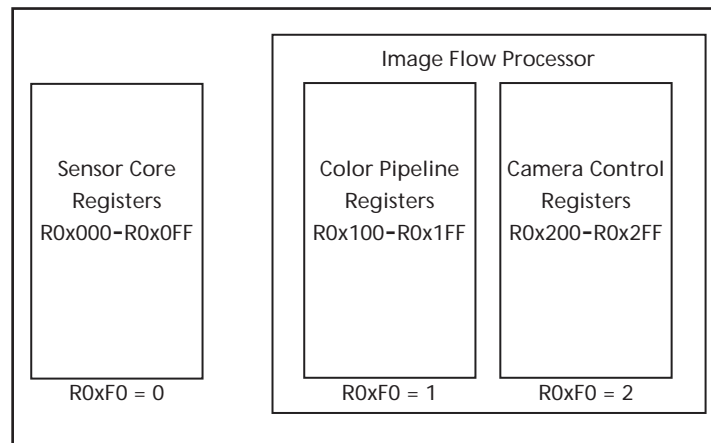 Image Flow Processor
Sensor Core
Registers
R0x000-R0x0FF
Color Pipeline
Registers
R0x100-R0x1FF
Camera Control
Registers
R0x200-R0x2FF
R0xF0 = 0
R0xF0 = 1
R0xF0 = 2